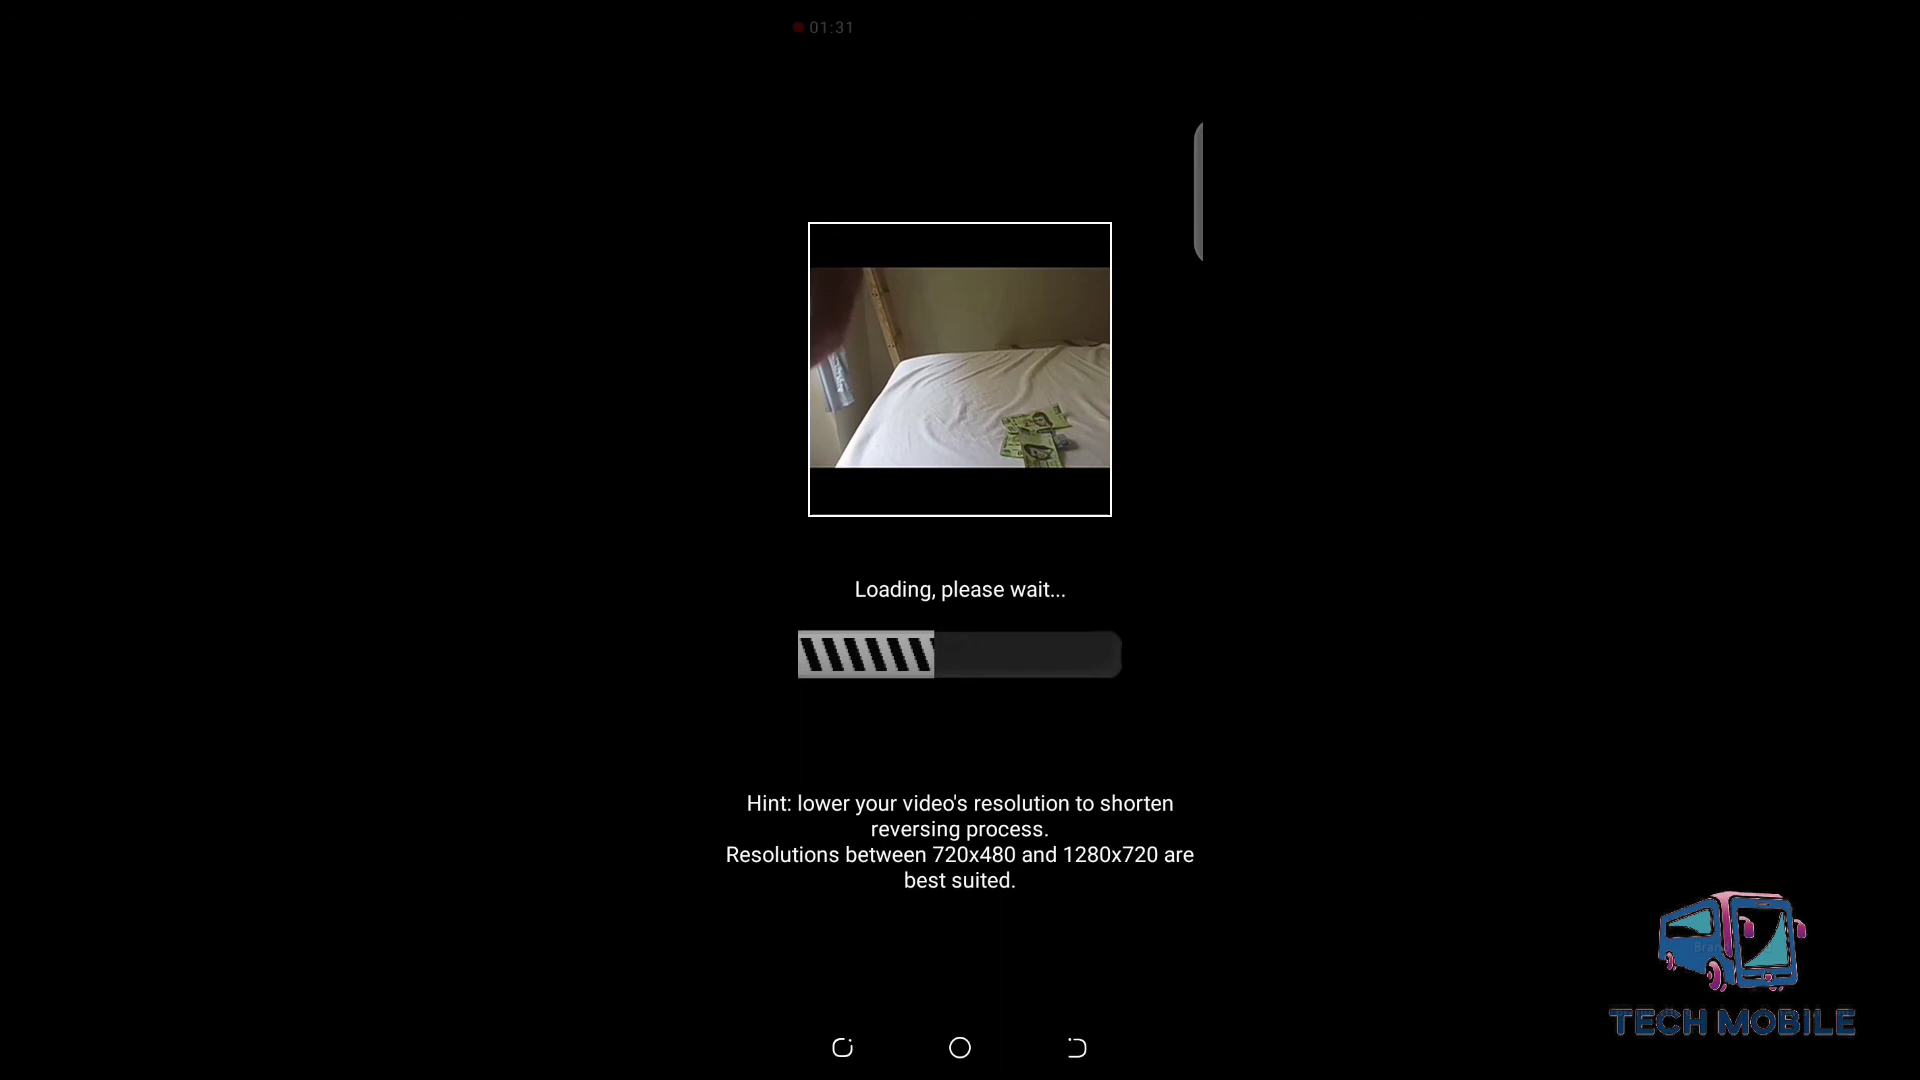 01:31
Loading, please wait...
Hint: lower your video's resolution to shorten
reversing process.
Resolutions between 720x480 and 1280x720 are
best suited.
TECH MOBILE